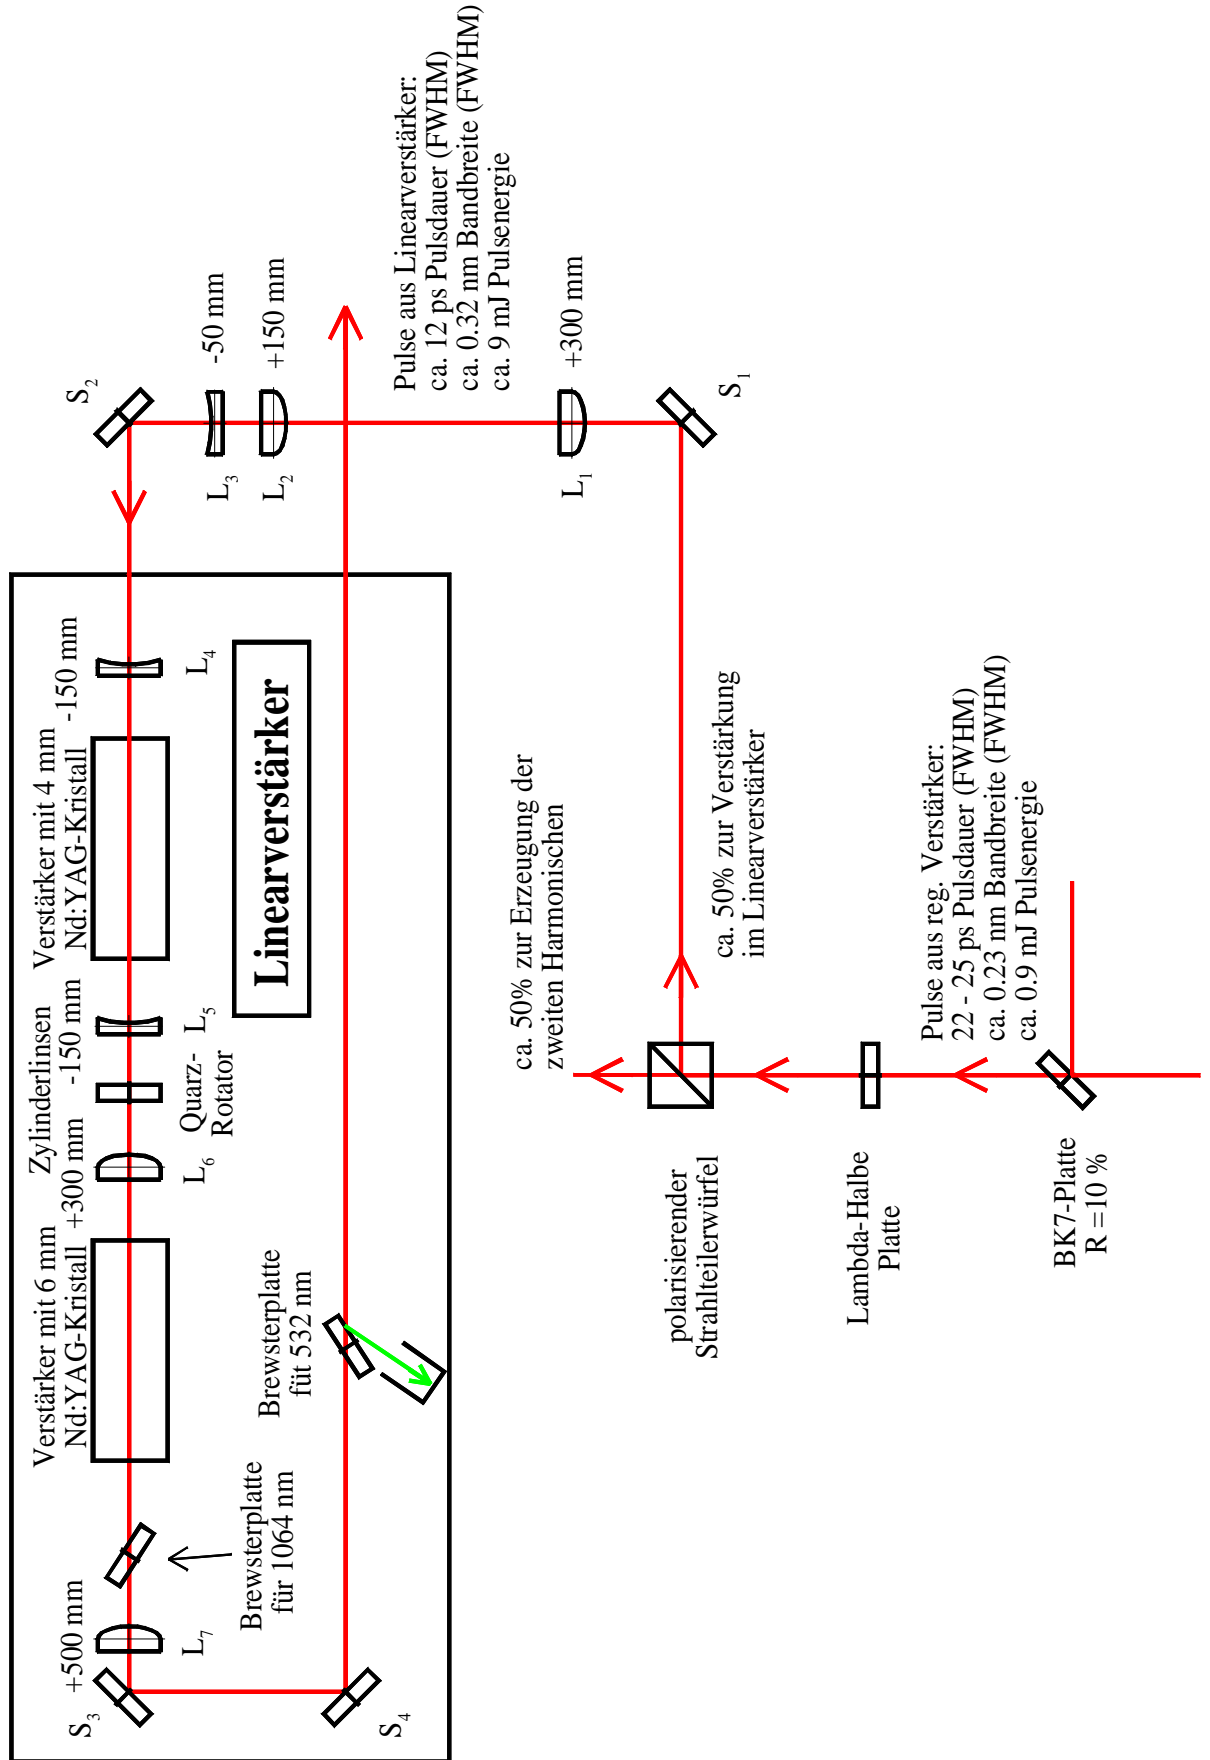 Verstärker mit 6 mm
Nd:YAG-Kristall
Zylinderlinsen
Verstärker mit 4 mm
Nd:YAG-Kristall
+500 mm
+300 mm
-150 mm
-150 mm
S3
L7
L6
Quarz-
Rotator
L5
L4
S2
Brewsterplatte
für 1064 nm
Linearverstärker
L3
-50 mm
L2
+150 mm
Brewsterplatte
füt 532 nm
S4
Pulse aus Linearverstärker:
ca. 12 ps Pulsdauer (FWHM)
ca. 0.32 nm Bandbreite (FWHM)
ca. 9 mJ Pulsenergie
ca. 50% zur Erzeugung der
zweiten Harmonischen
L1
+300 mm
S1
polarisierender
Strahlteilerwürfel
ca. 50% zur Verstärkung
im Linearverstärker
Lambda-Halbe
Platte
Pulse aus reg. Verstärker:
22 - 25 ps Pulsdauer (FWHM)
ca. 0.23 nm Bandbreite (FWHM)
ca. 0.9 mJ Pulsenergie
BK7-Platte
R =10 %